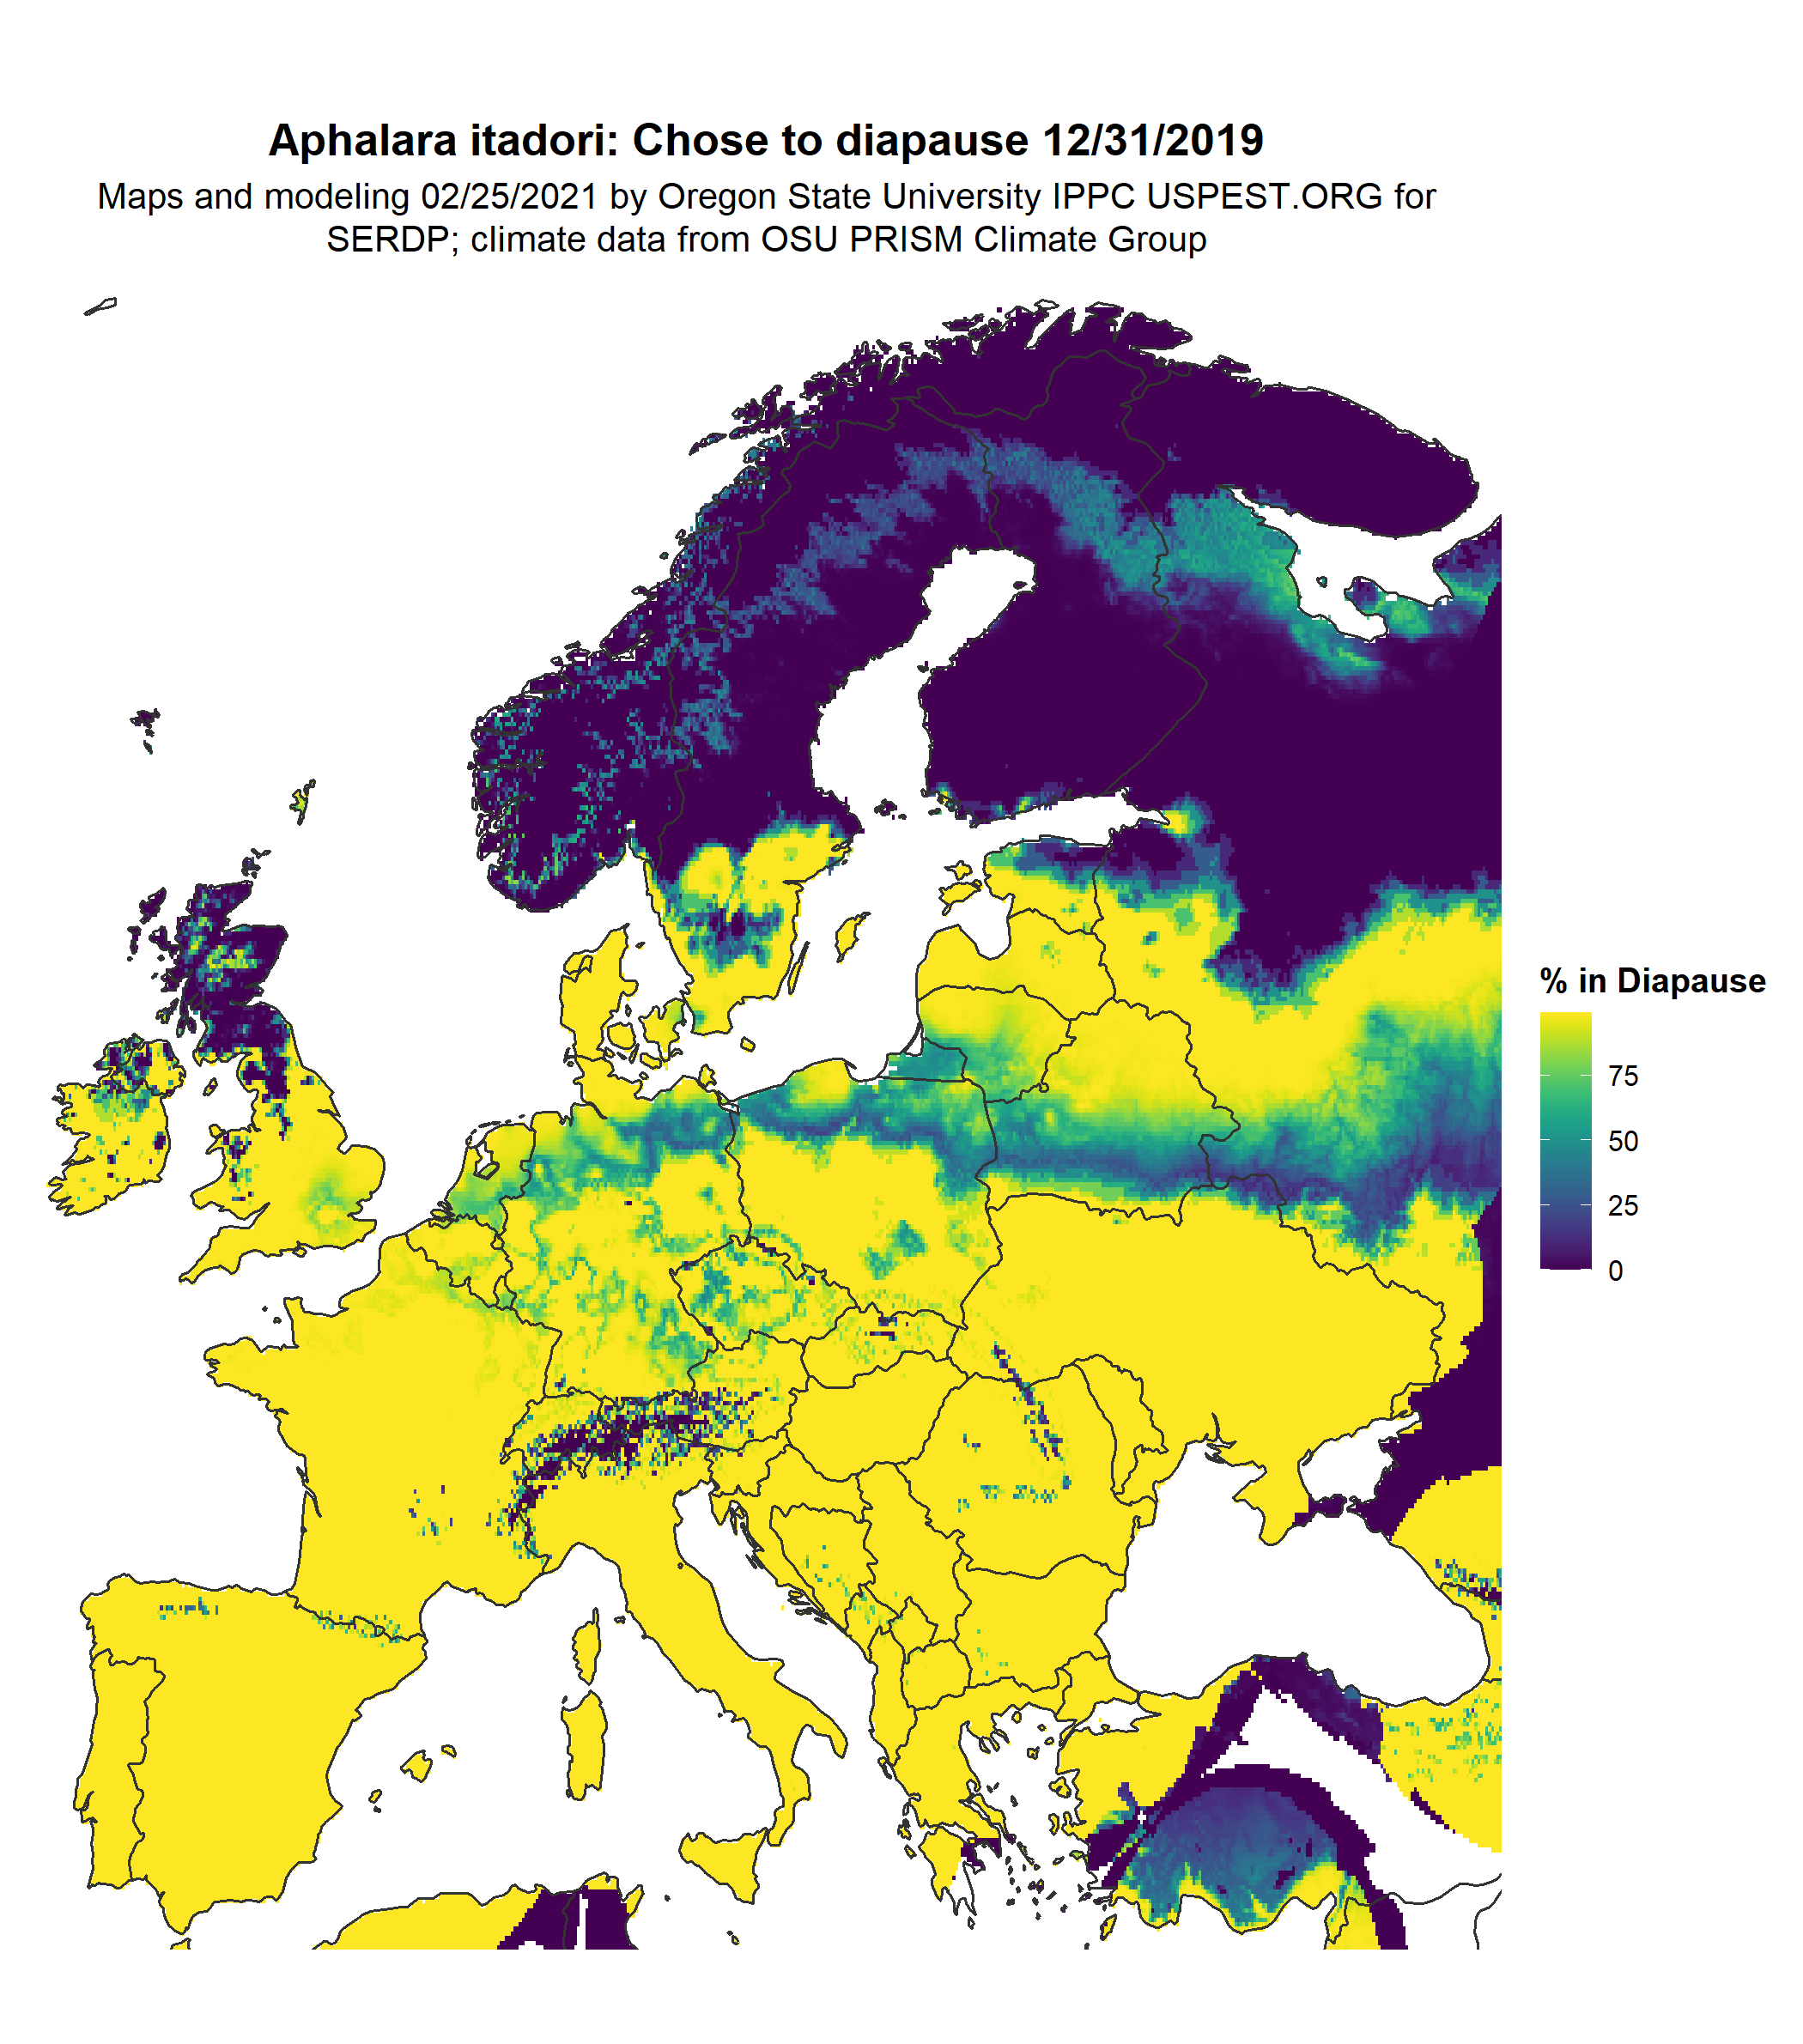 Aphalara itadori: Chose to diapause 12/31/2019
Maps and modeling 02/25/2021 by Oregon State University IPPC USPEST.ORG for
SERDP; climate data from OSU PRISM Climate Group
% in Diapause
75
50
25
0